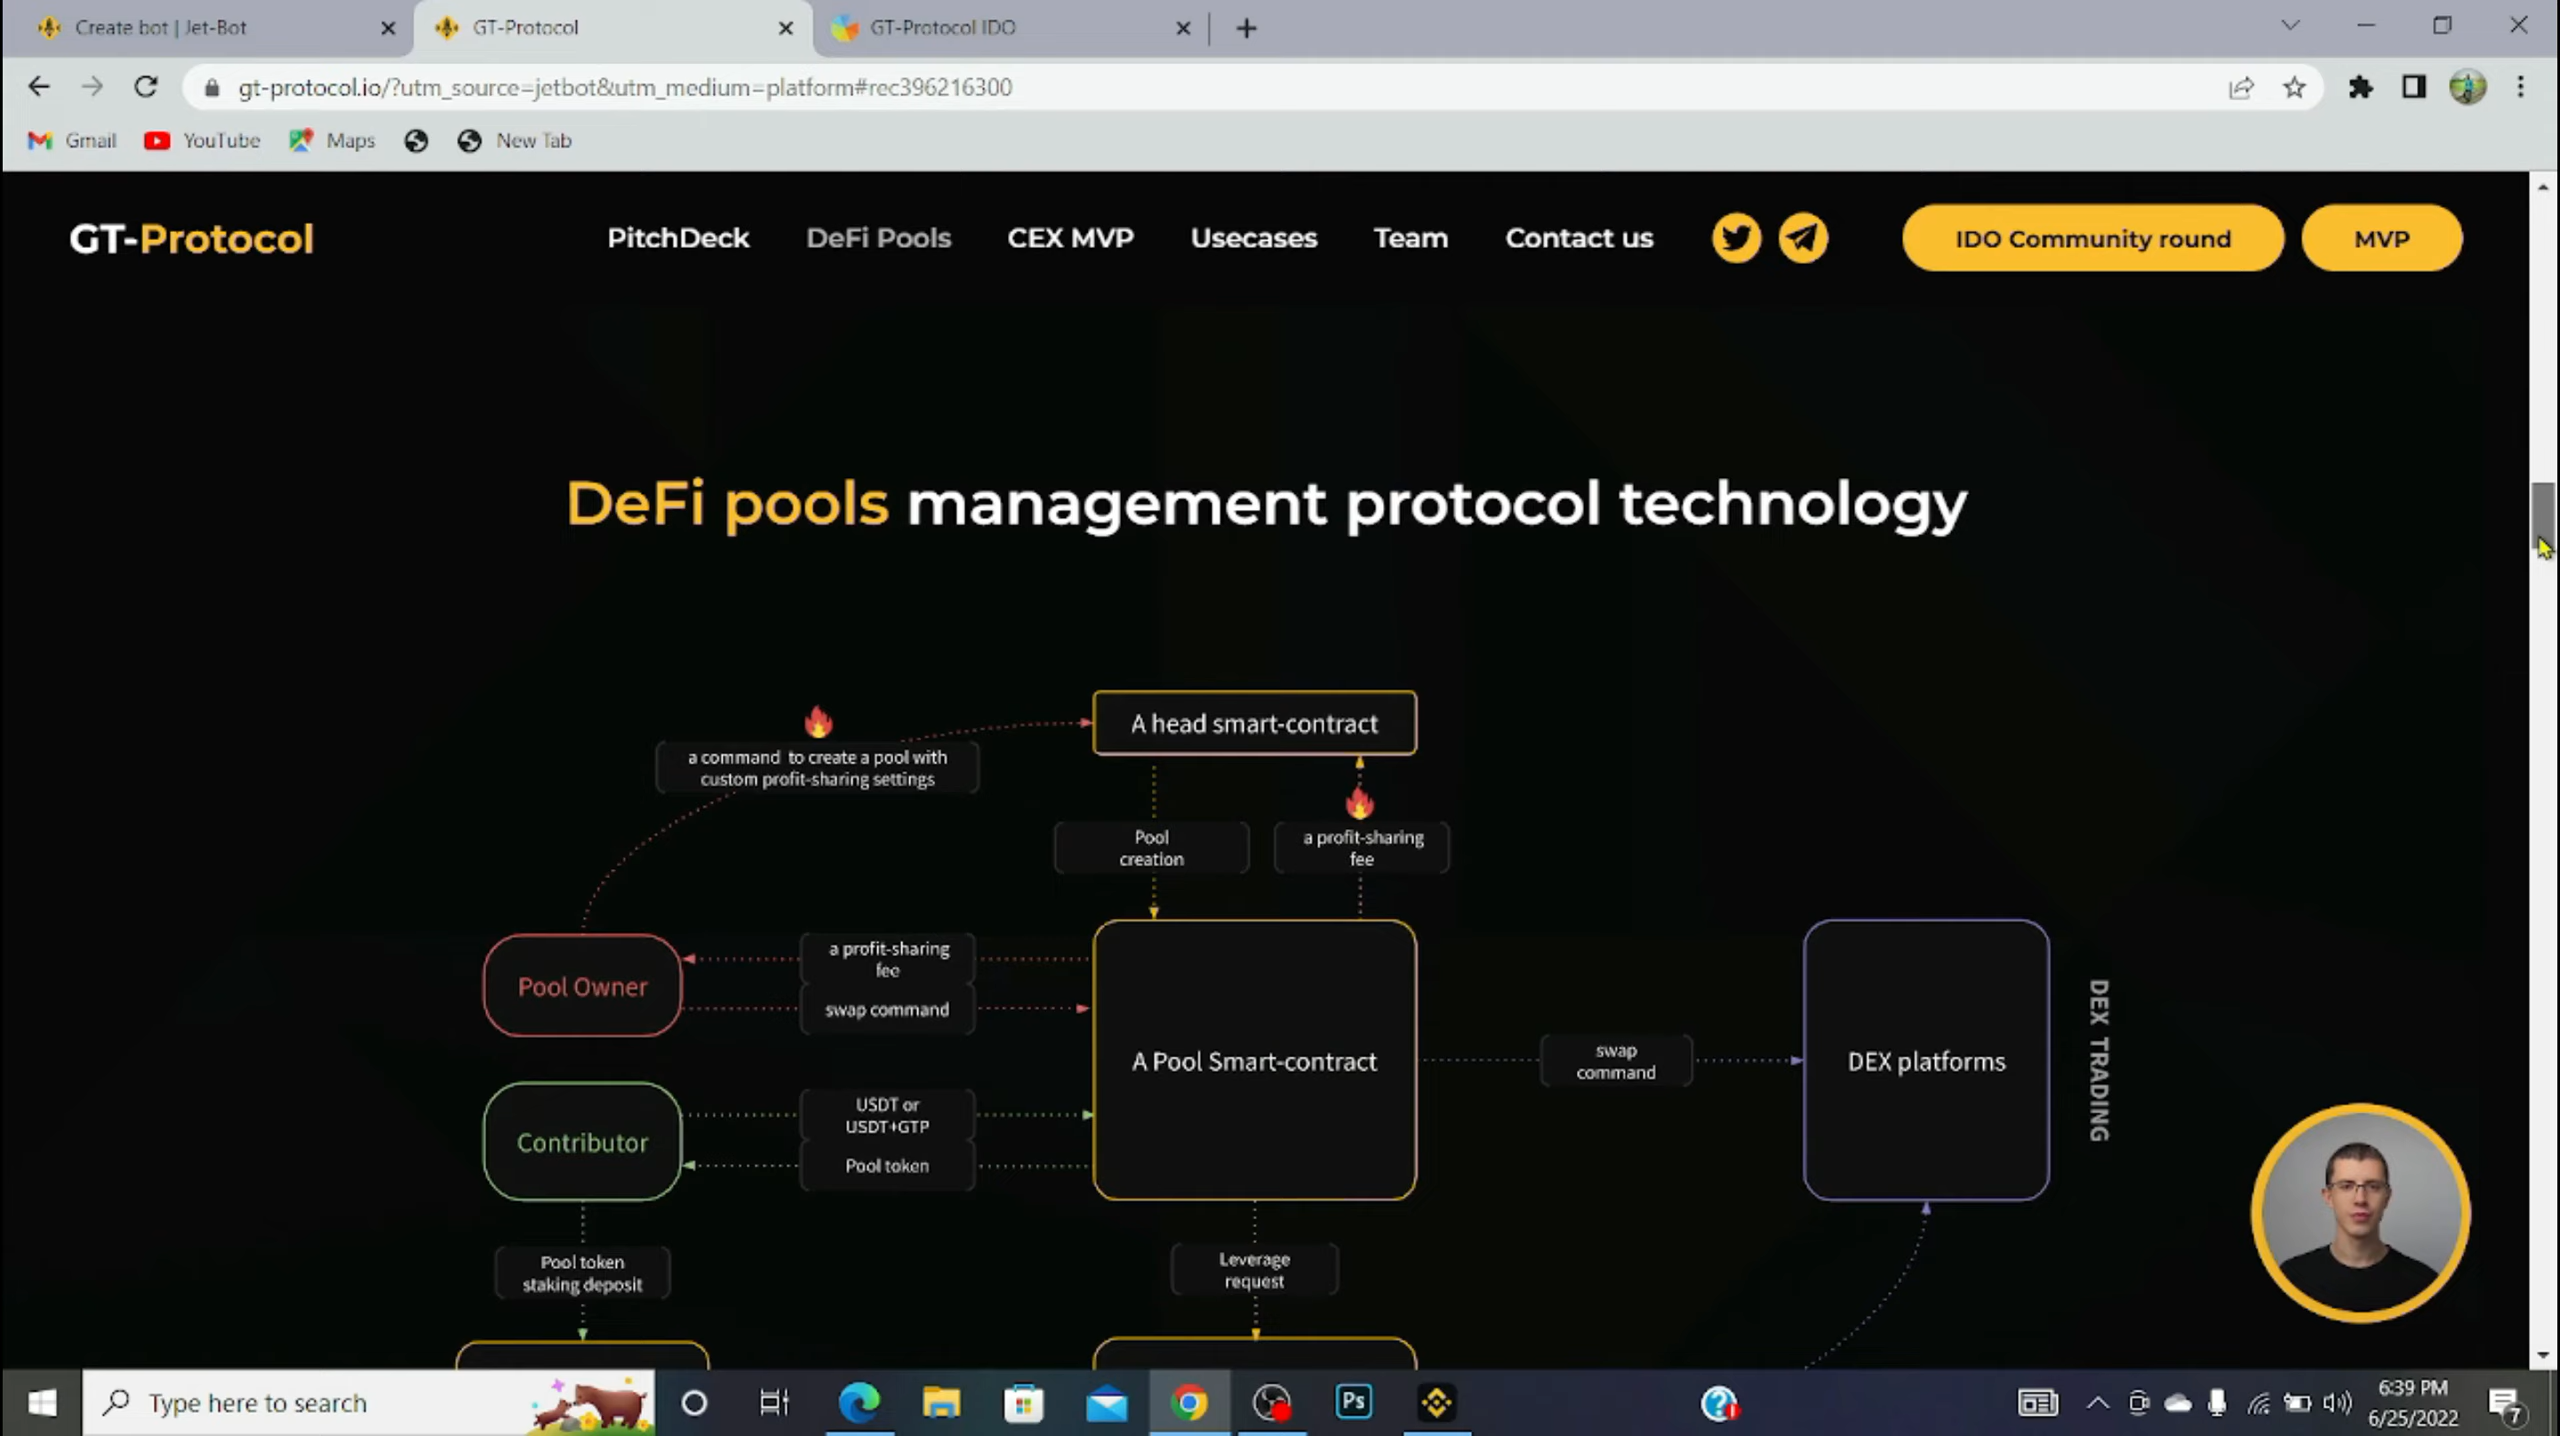 Create bot | Jet-Bot
GT-Protocol
GT-Protocol IDO
gt-protocol.io/?utm_source=jetbot&utm_medium=platform#rec396216300
Gmail
YouTube
Maps
New Tab
GT-Protocol
PitchDeck
DeFi Pools
CEX MVP
Usecases
Team
Contact us
IDO Community round
MVP
DeFi pools management protocol technology
A head smart-contract
a command to create a pool with
custom profit-sharing settings
Pool
creation
a profit-sharing
fee
Pool Owner
a profit-sharing
fee
swap command
A Pool Smart-contract
swap
command
DEX platforms
DEX TRADING
Contributor
USDT or
USDT+GTP
Pool token
Pool token
staking deposit
Leverage
request
Type here to search
Ps
6:39 PM
6/25/2022
7